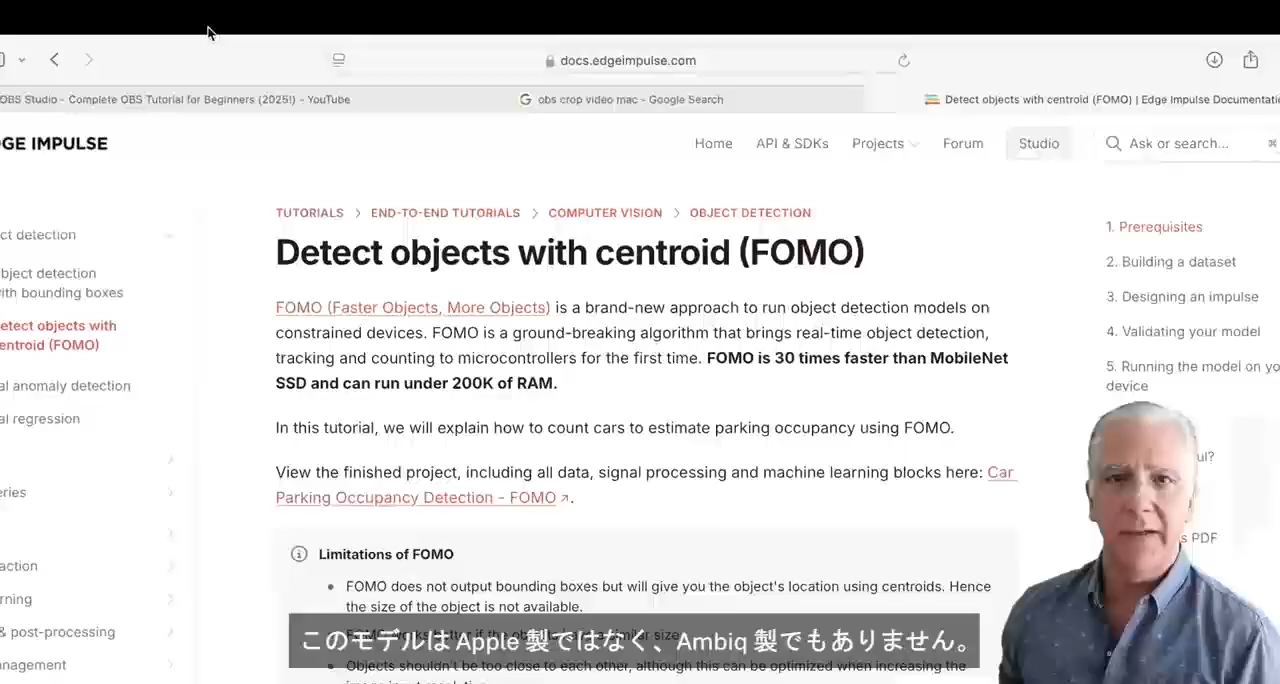 docs.edgeimpulse.com
OBS Studio - Complete OBS Tutorial for Beginners (2025!) - YouTube
obs crop video mac - Google Search
Detect objects with centroid (FOMO) | Edge Impulse Documentatio
GE IMPULSE
Home
API & SDKs
Projects
Forum
Studio
Ask or search...
ct detection
bject detection
ith bounding boxes
etect objects with
entroid (FOMO)
al anomaly detection
al regression
eries
action
rning
& post-processing
anagement
TUTORIALS > END-TO-END TUTORIALS > COMPUTER VISION > OBJECT DETECTION
Detect objects with centroid (FOMO)
FOMO (Faster Objects, More Objects) is a brand-new approach to run object detection models on
constrained devices. FOMO is a ground-breaking algorithm that brings real-time object detection,
tracking and counting to microcontrollers for the first time. FOMO is 30 times faster than MobileNet
SSD and can run under 200K of RAM.
In this tutorial, we will explain how to count cars to estimate parking occupancy using FOMO.
View the finished project, including all data, signal processing and machine learning blocks here: Car
Parking Occupancy Detection - FOMO ↗.
Limitations of FOMO
• FOMO does not output bounding boxes but will give you the object's location using centroids. Hence
the size of the object is not available.
• FOMO works better if the objects have a similar size.
• Objects shouldn't be too close to each other, although this can be optimized when increasing the
このモデルは Apple 製ではなく、Ambiq 製でもありません。
1. Prerequisites
2. Building a dataset
3. Designing an impulse
4. Validating your model
5. Running the model on yo
device
ul?
s PDF